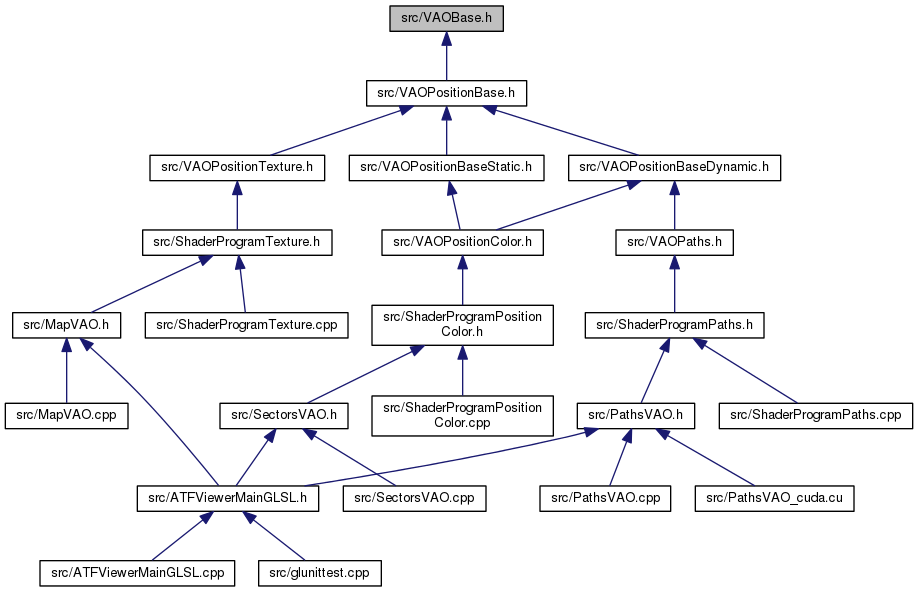 src/VAOBase.h
src/VAOPositionBase.h
src/VAOPositionTexture.h
src/VAOPositionBaseStatic.h
src/VAOPositionBaseDynamic.h
src/ShaderProgramTexture.h
src/VAOPositionColor.h
src/VAOPaths.h
src/MapVAO.h
src/ShaderProgramTexture.cpp
src/ShaderProgramPosition
Color.h
src/ShaderProgramPaths.h
src/MapVAO.cpp
src/SectorsVAO.h
src/ShaderProgramPosition
Color.cpp
src/PathsVAO.h
src/ShaderProgramPaths.cpp
src/ATFViewerMainGLSL.h
src/SectorsVAO.cpp
src/PathsVAO.cpp
src/PathsVAO_cuda.cu
src/ATFViewerMainGLSL.cpp
src/glunittest.cpp